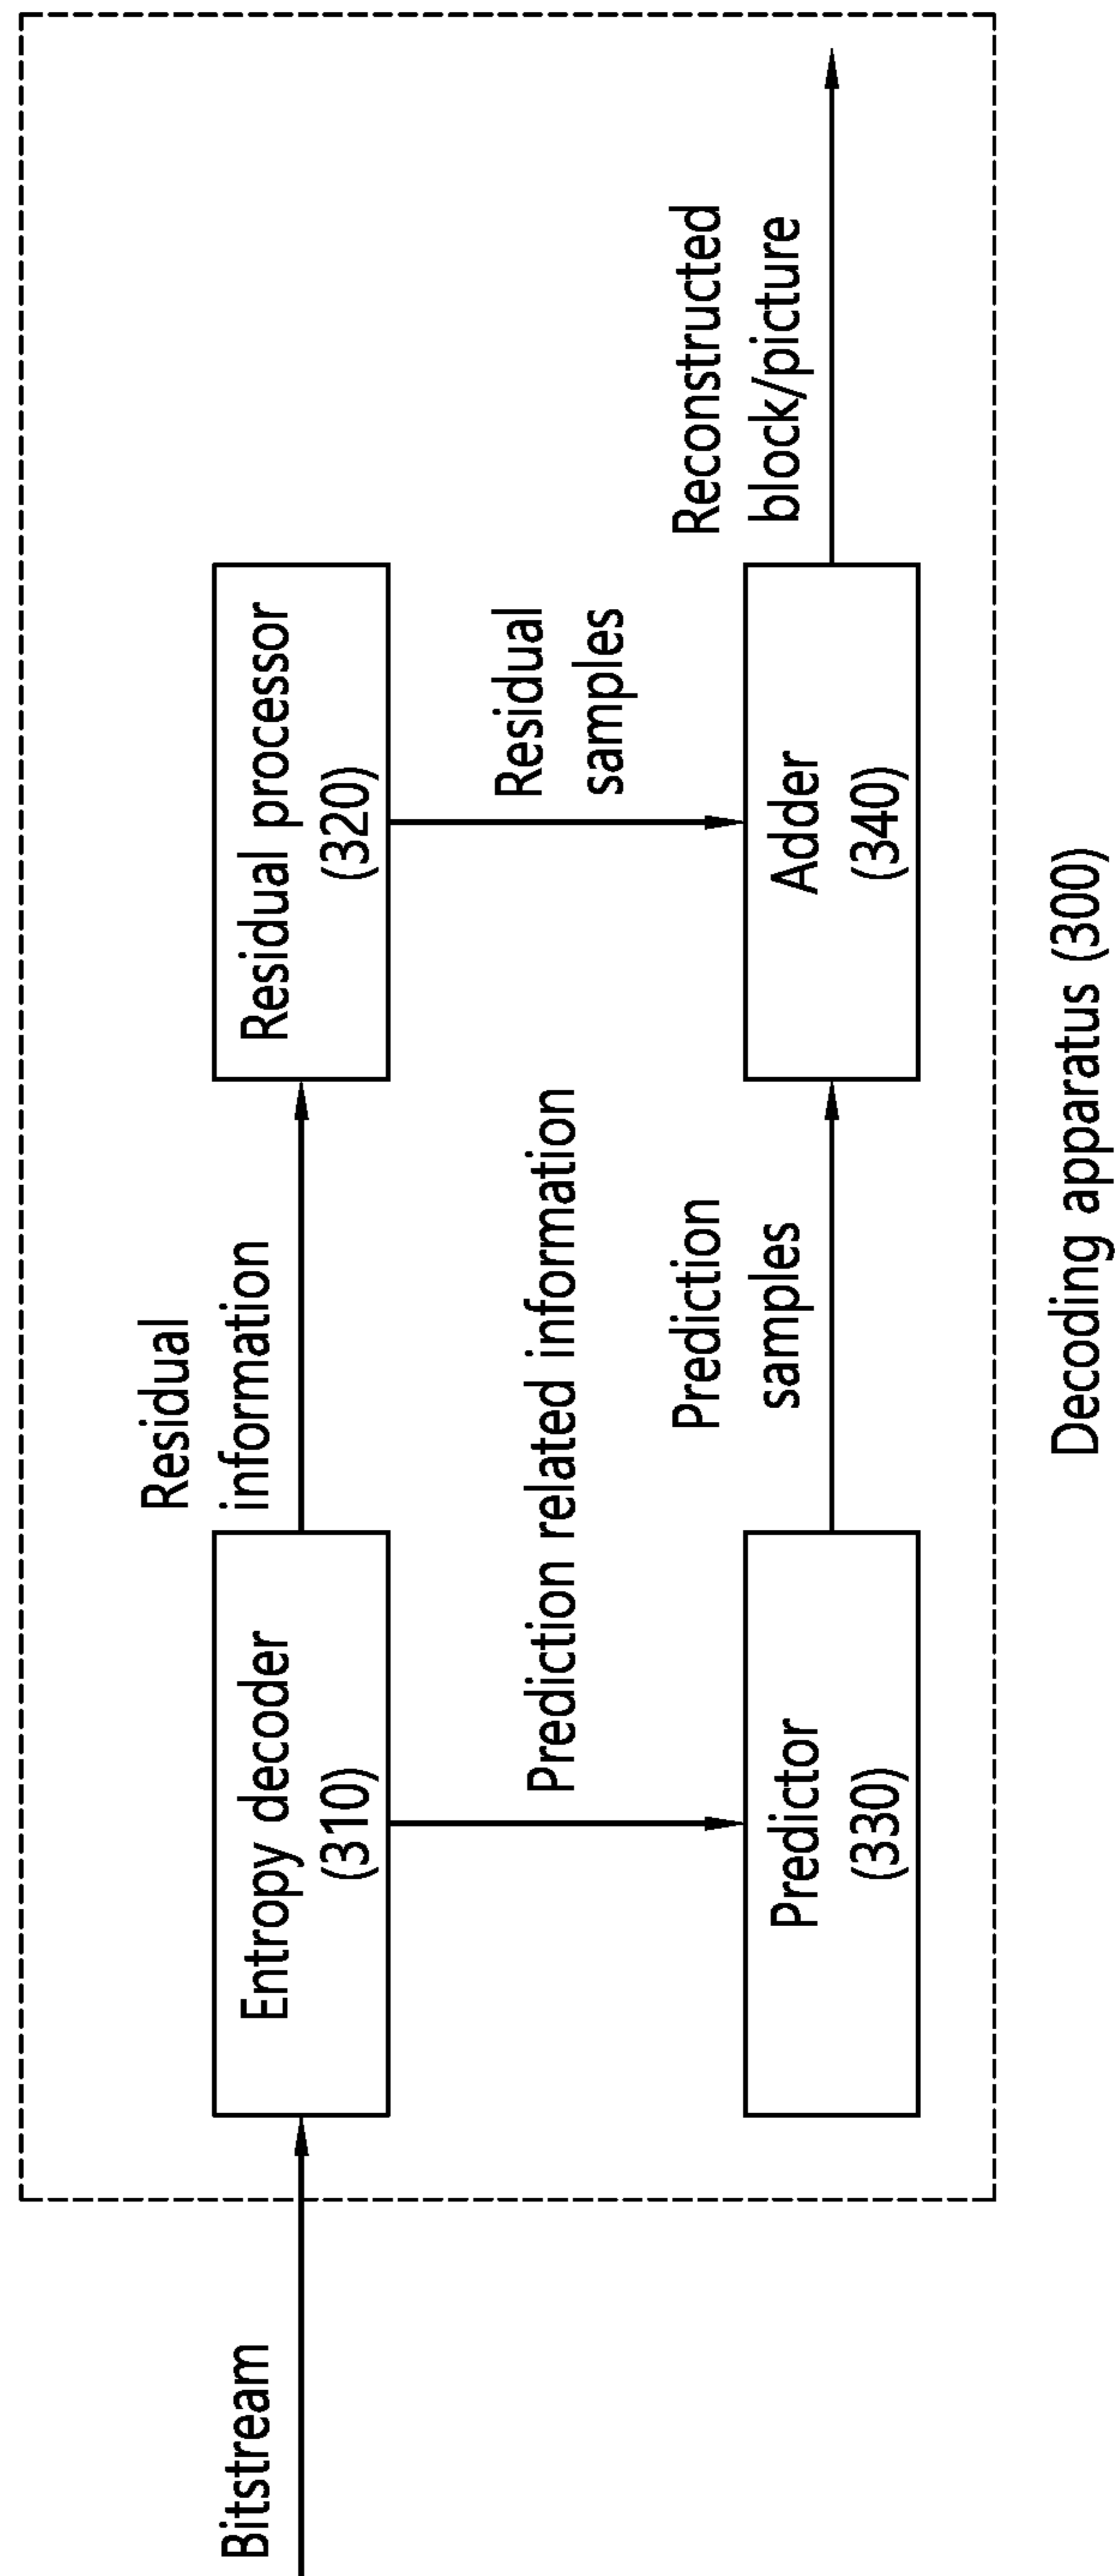 Bitstream
Entropy decoder
(310)
Residual
information
Residual processor
(320)
Prediction related information
Residual
samples
Predictor
(330)
Prediction
samples
Adder
(340)
Reconstructed
block/picture
Decoding apparatus (300)